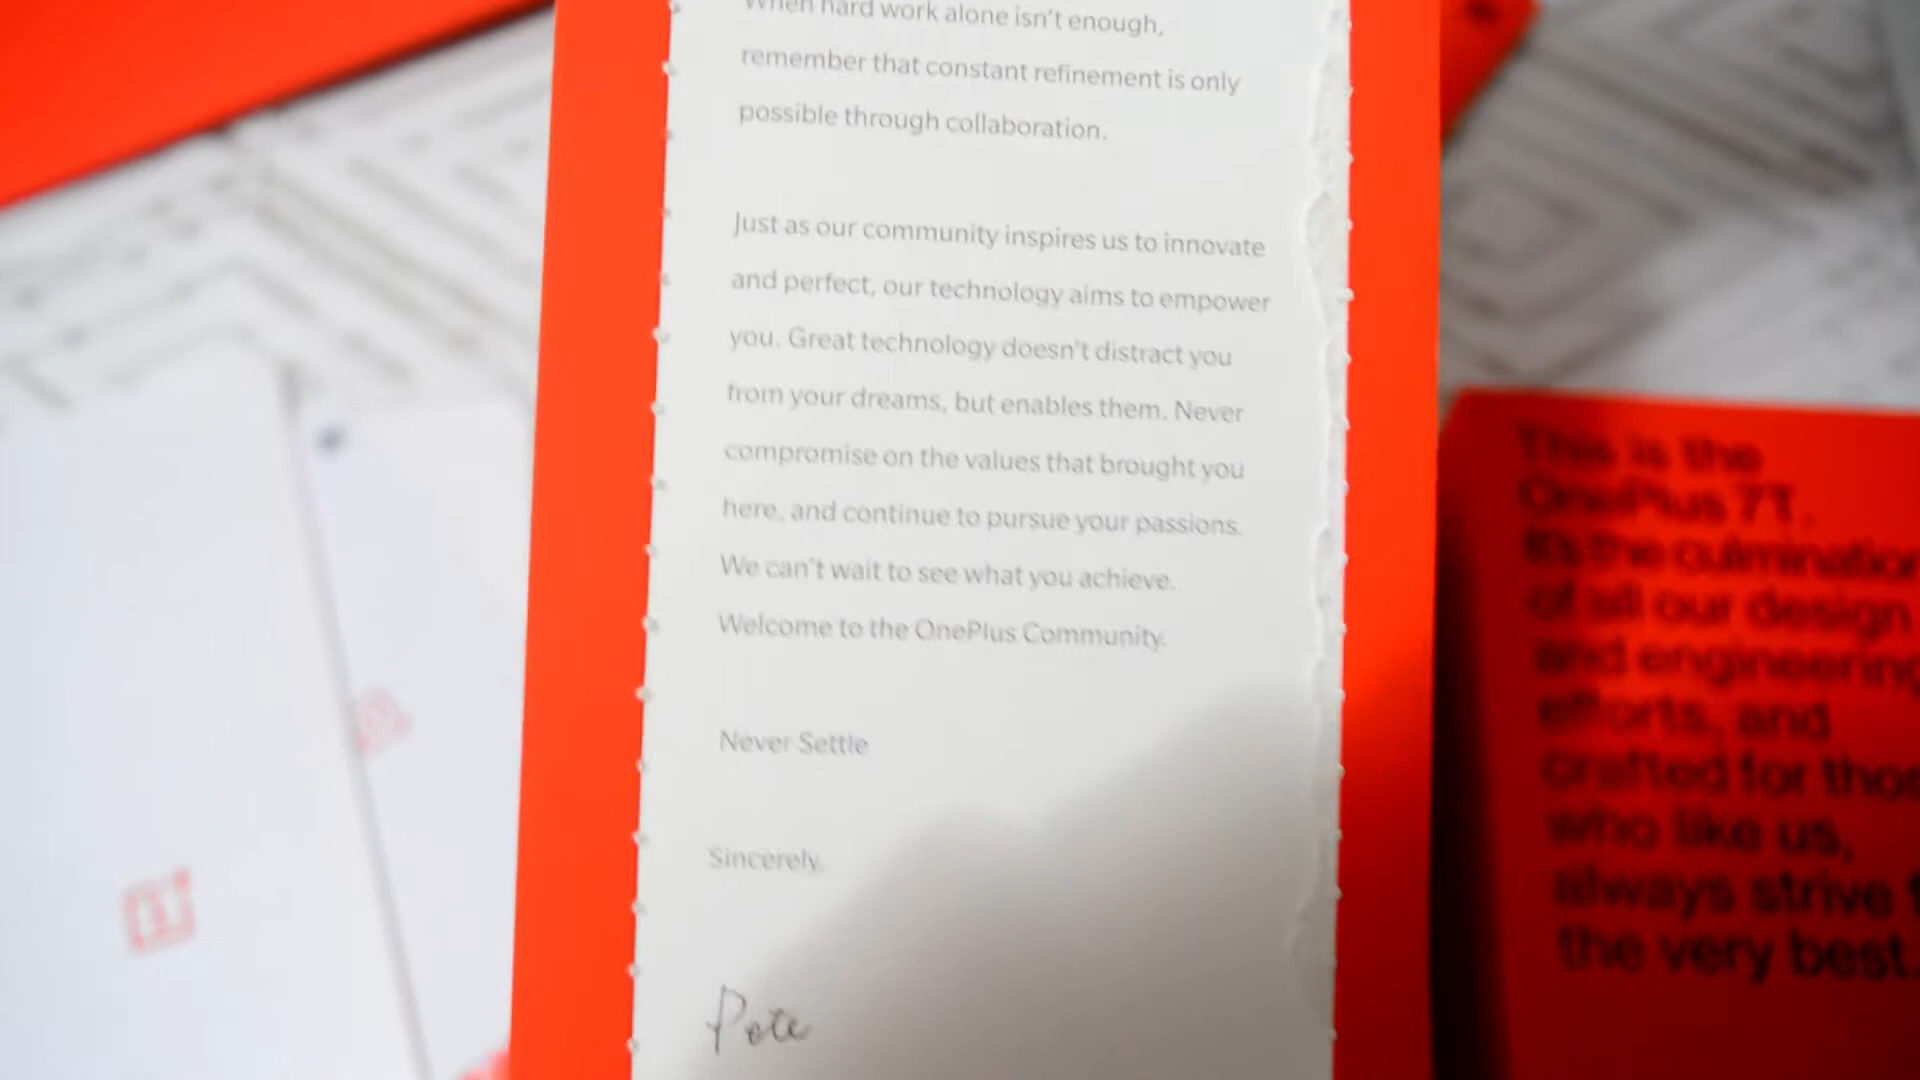 When hard work alone isn't enough,
remember that constant refinement is only
possible through collaboration.
Just as our community inspires us to innovate
and perfect, our technology aims to empower
you. Great technology doesn't distract you
from your dreams, but enables them. Never
compromise on the values that brought you
here, and continue to pursue your passions.
We can't wait to see what you achieve.
Welcome to the OnePlus Community.
Never Settle
Sincerely,
Pete
This is the
OnePlus 7T.
It's the culmination
of all our design
and engineering
efforts, and
crafted for
who like us,
always strive
the very best.